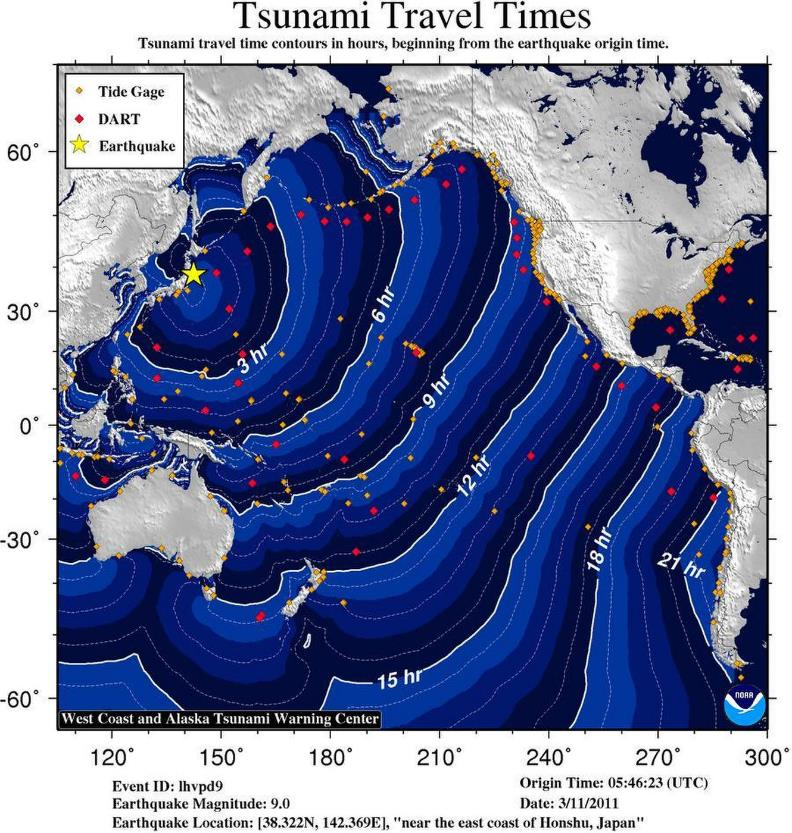 Tsunami Travel Times
Tsunami travel time contours in hours, beginning from the earthquake origin time.
Tide Gage
DART
Earthquake
60°
30°
0°
-30°
-60°
3 hr
6 hr
9 hr
12 hr
15 hr
18 hr
21 hr
NOAA
West Coast and Alaska Tsunami Warning Center
120° 150° 180° 210° 240° 270° 300°
Event ID: lhvpd9
Earthquake Magnitude: 9.0
Origin Time: 05:46:23 (UTC)
Date: 3/11/2011
Earthquake Location: [38.322N, 142.369E], "near the east coast of Honshu, Japan"